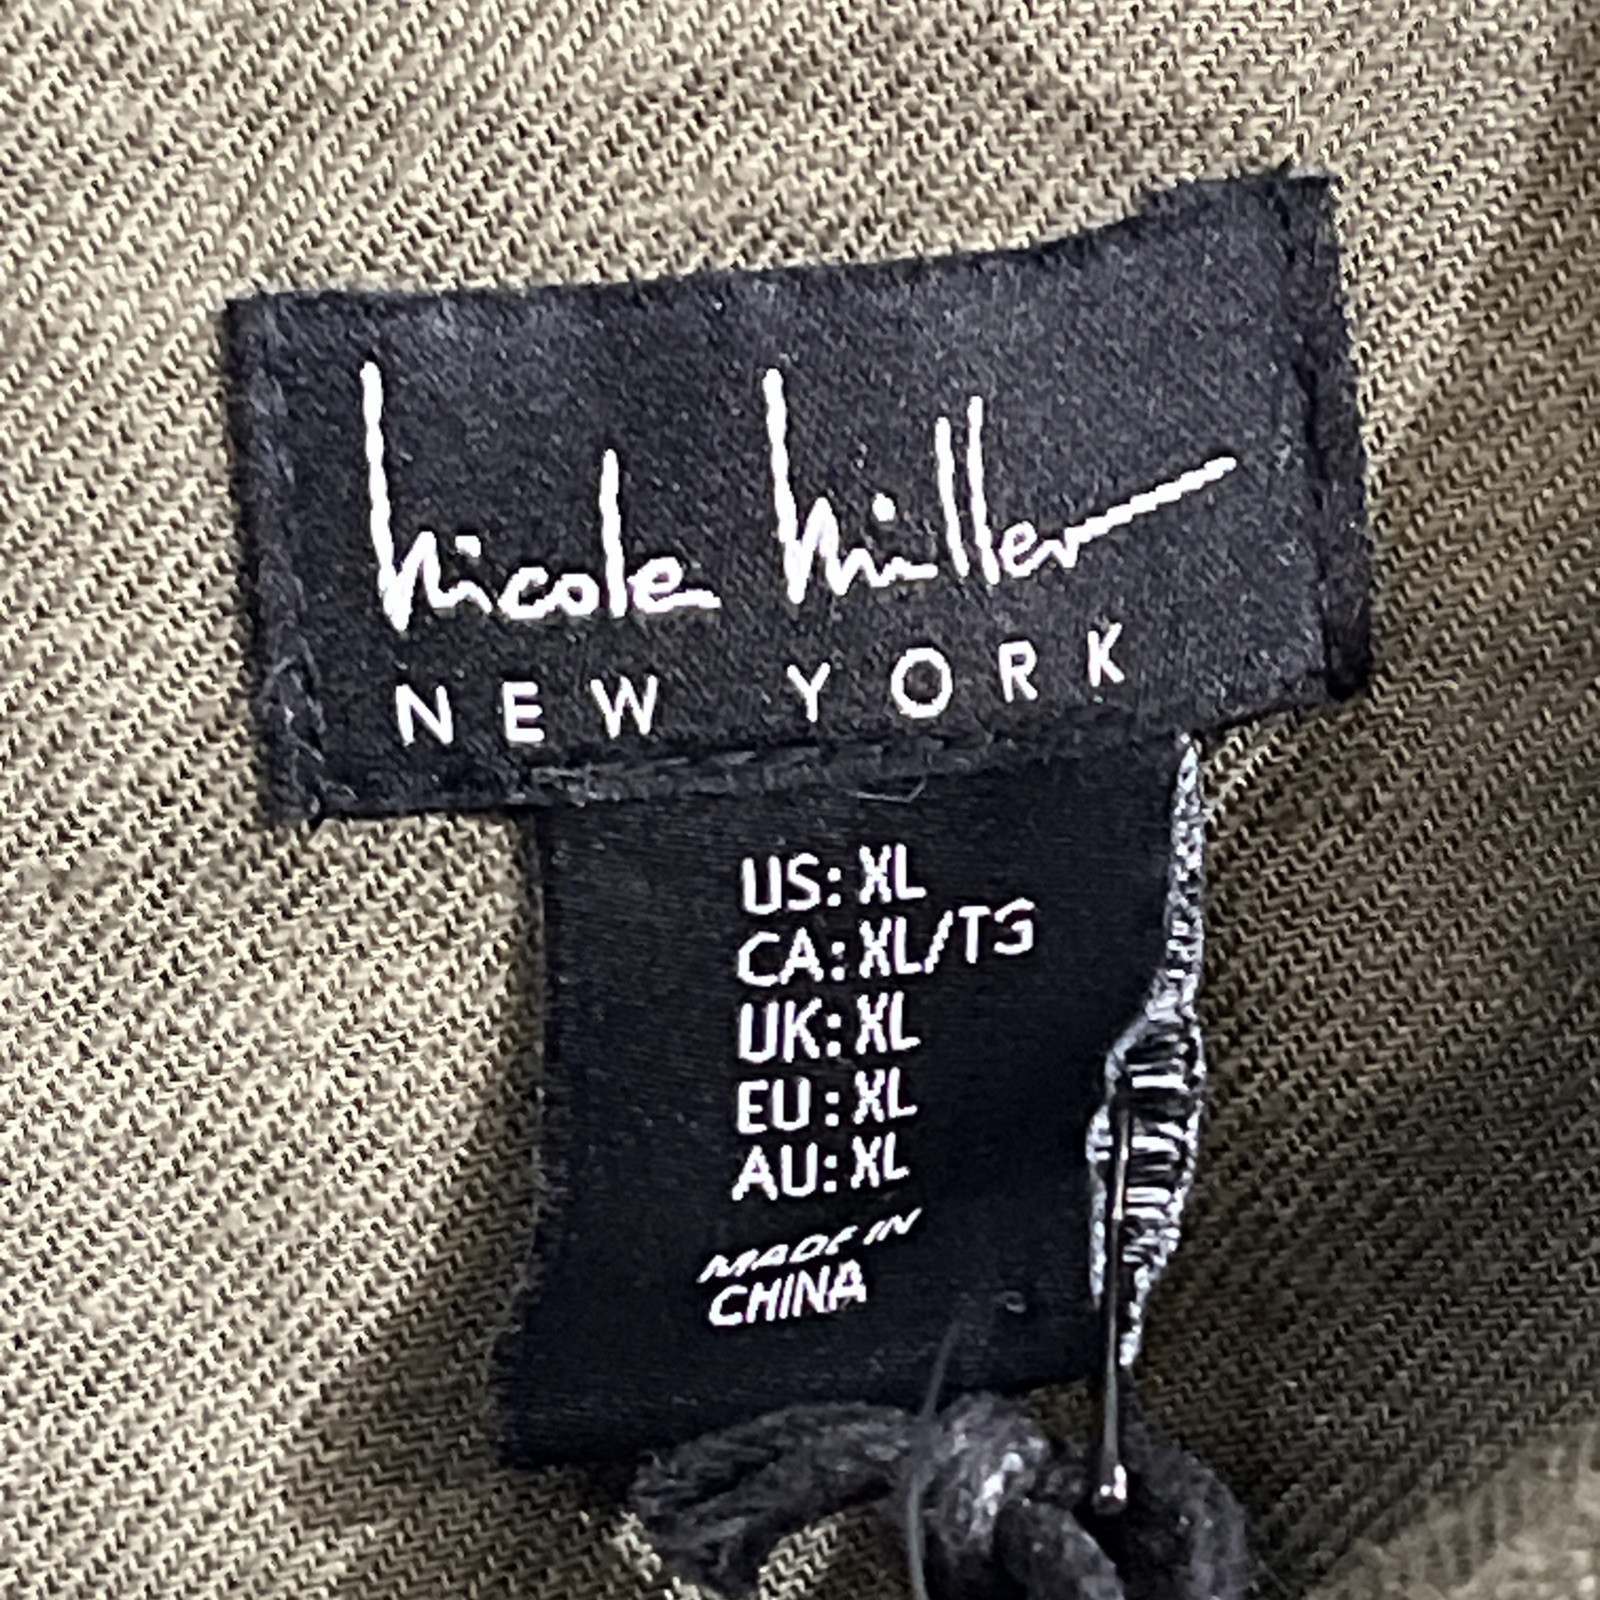 nicole miller
NEW YORK
US: XL
CA: XL/TG
UK: XL
EU: XL
AU: XL
MADE IN
CHINA